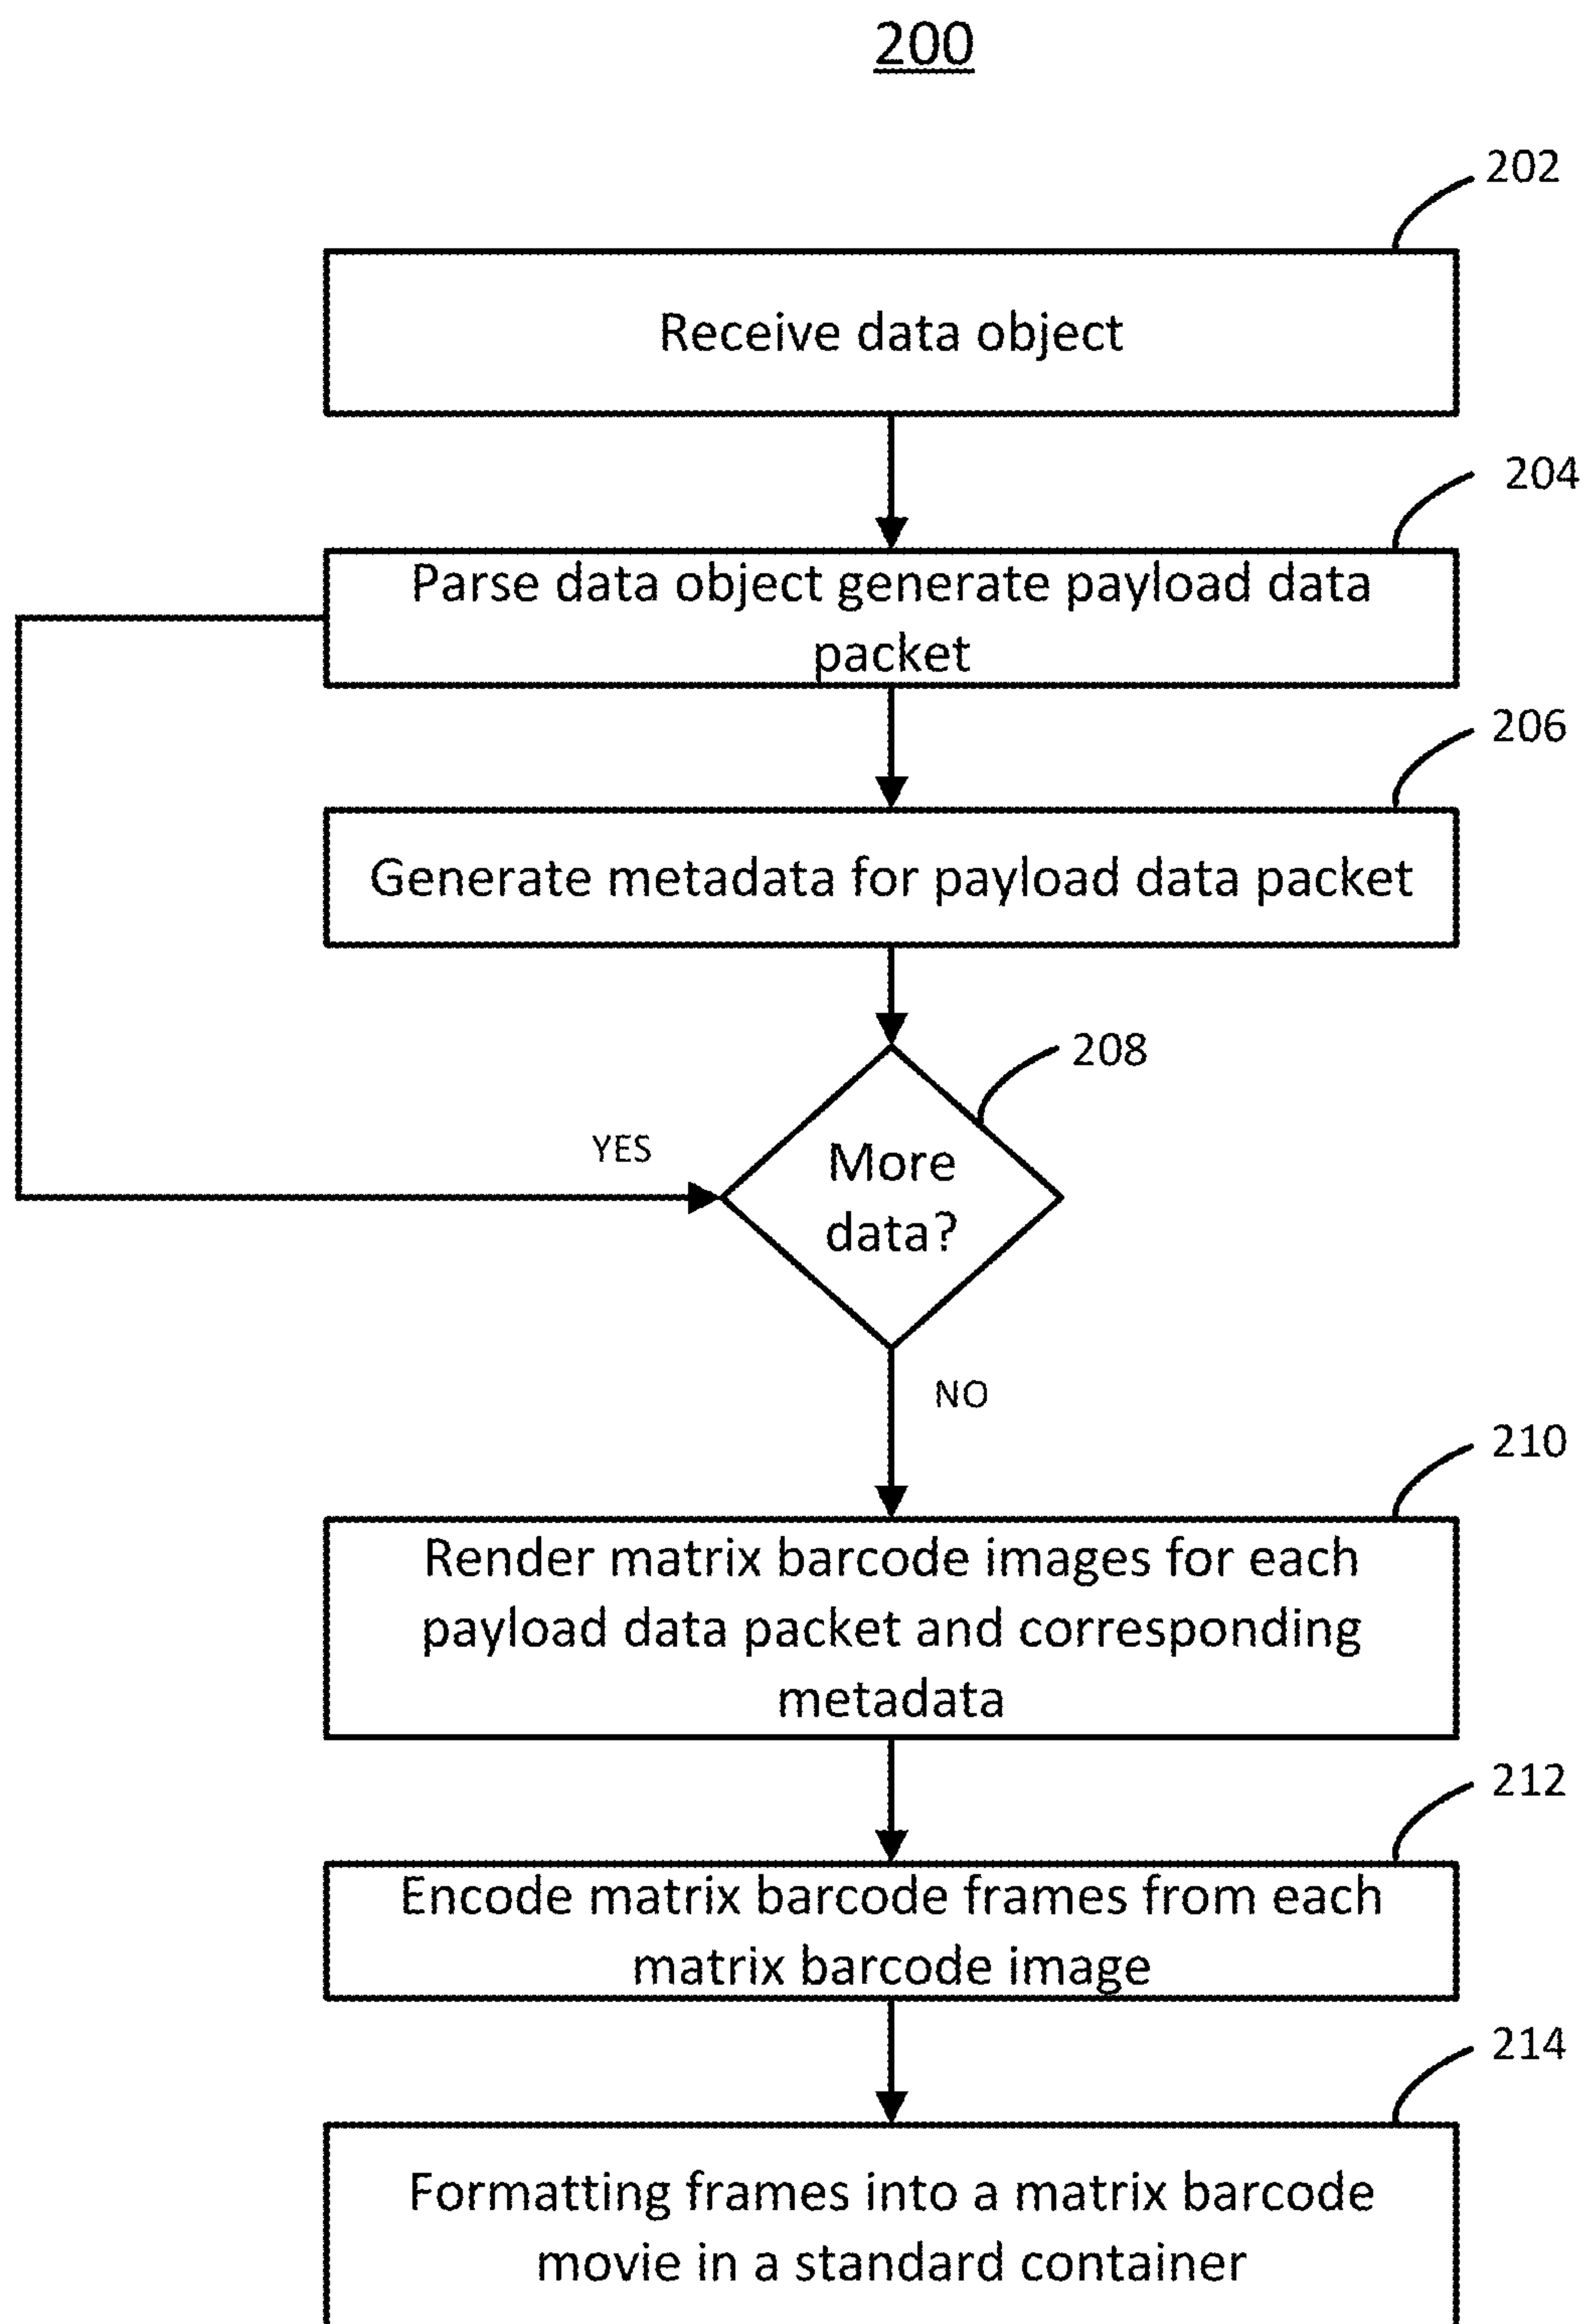 200
202
Receive data object
204
Parse data object generate payload data
packet
206
Generate metadata for payload data packet
208
YES
More
data?
NO
210
Render matrix barcode images for each
payload data packet and corresponding
metadata
212
Encode matrix barcode frames from each
matrix barcode image
214
Formatting frames into a matrix barcode
movie in a standard container